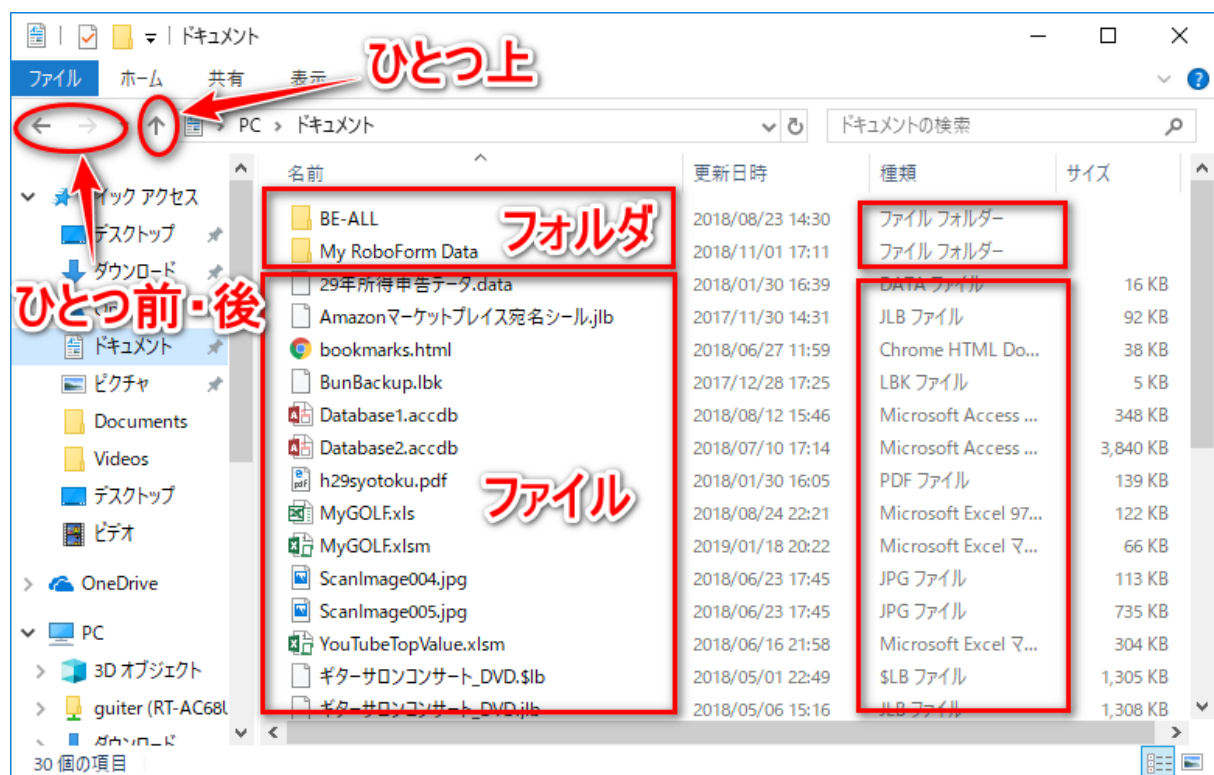 ドキュメント
ファイル ホーム 共有 表示
ひとつ上
PC ドキュメント
ドキュメントの検索
名前 更新日時 種類 サイズ
クイック アクセス
デスクトップ
ダウンロード
ドキュメント
ピクチャ
Documents
Videos
デスクトップ
ビデオ
OneDrive
PC
3D オブジェクト
guiter (RT-AC68U
ダウンロード
ひとつ前・後
フォルダ
ファイル
BE-ALL 2018/08/23 14:30 ファイル フォルダー
My RoboForm Data 2018/11/01 17:11 ファイル フォルダー
29年所得申告データ.data 2018/01/30 16:39 DATA ファイル 16 KB
Amazonマーケットプレイス宛名シール.jlb 2017/11/30 14:31 JLB ファイル 92 KB
bookmarks.html 2018/06/27 11:59 Chrome HTML Do... 38 KB
BunBackup.lbk 2017/12/28 17:25 LBK ファイル 5 KB
Database1.accdb 2018/08/12 15:46 Microsoft Access ... 348 KB
Database2.accdb 2018/07/10 17:14 Microsoft Access ... 3,840 KB
h29syotoku.pdf 2018/01/30 16:05 PDF ファイル 139 KB
MyGOLF.xls 2018/08/24 22:21 Microsoft Excel 97... 122 KB
MyGOLF.xlsm 2019/01/18 20:22 Microsoft Excel マ... 66 KB
ScanImage004.jpg 2018/06/23 17:45 JPG ファイル 113 KB
ScanImage005.jpg 2018/06/23 17:45 JPG ファイル 735 KB
YouTubeTopValue.xlsm 2018/06/16 21:58 Microsoft Excel マ... 304 KB
ギターサロンコンサート_DVD.$lb 2018/05/01 22:49 $LB ファイル 1,305 KB
ギターサロンコンサート_DVD.jlb 2018/05/06 15:16 JLB ファイル 1,308 KB
30 個の項目